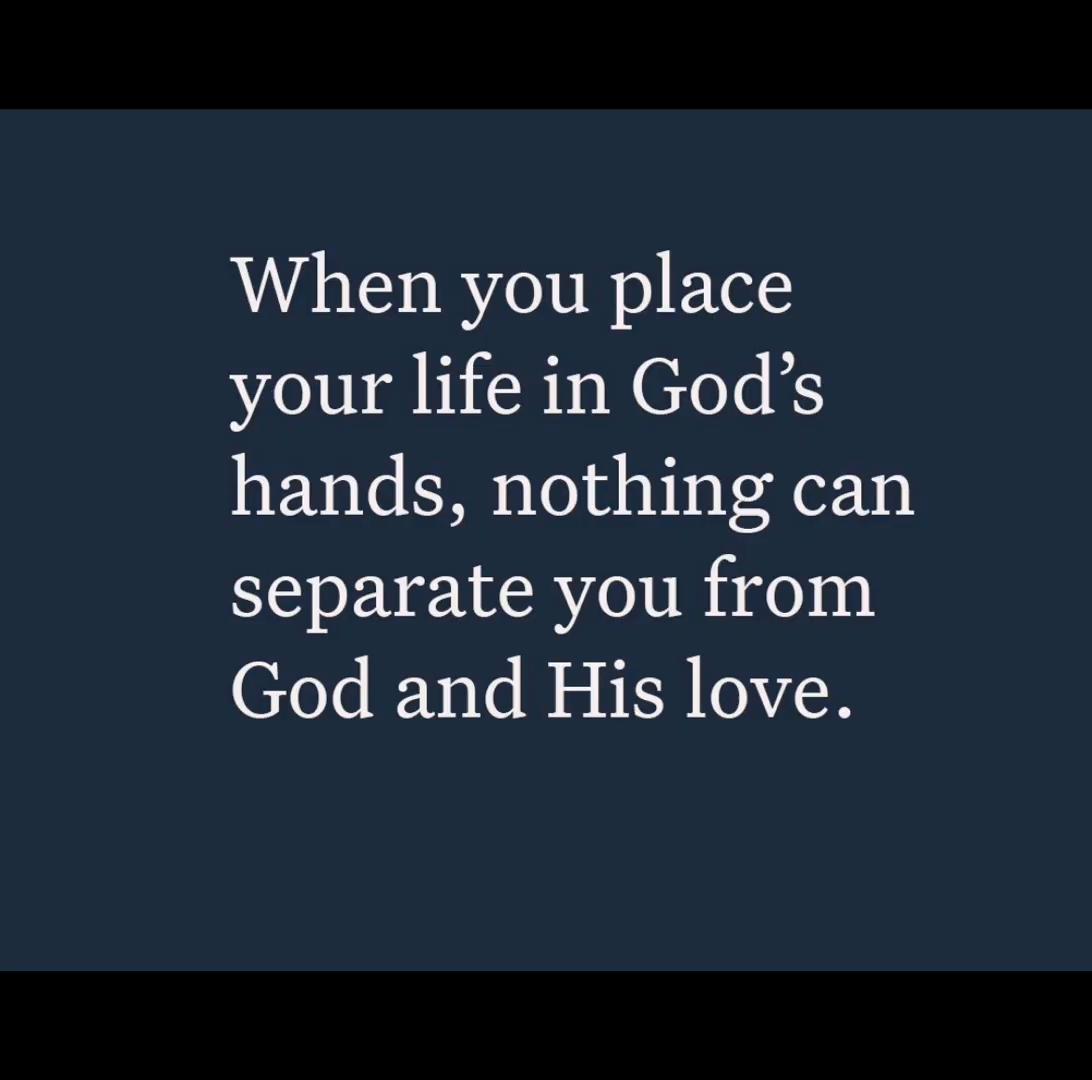 When you place
your life in God’s
hands, nothing can
separate you from
God and His love.